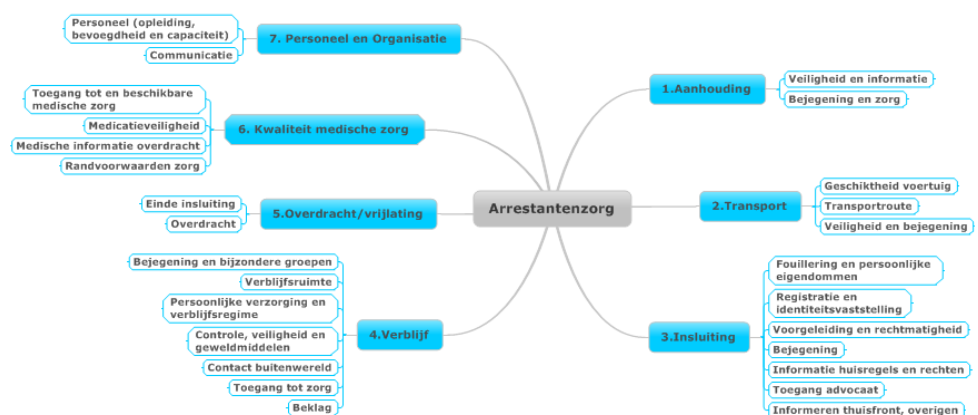 Arrestantenzorg
1.Aanhouding
Veiligheid en informatie
Bejegening en zorg
2.Transport
Geschiktheid voertuig
Transportroute
Veiligheid en bejegening
3.Insluiting
Fouillering en persoonlijke
eigendommen
Registratie en
identiteitsvaststelling
Voorgeleiding en rechtmatigheid
Bejegening
Informatie huisregels en rechten
Toegang advocaat
Informeren thuisfront, overigen
4.Verblijf
Bejegening en bijzondere groepen
Verblijfsruimte
Persoonlijke verzorging en
verblijfsregime
Controle, veiligheid en
geweldmiddelen
Contact buitenwereld
Toegang tot zorg
Beklag
5.Overdracht/vrijlating
Einde insluiting
Overdracht
6. Kwaliteit medische zorg
Toegang tot en beschikbare
medische zorg
Medicatieveiligheid
Medische informatie overdracht
Randvoorwaarden zorg
7. Personeel en Organisatie
Personeel (opleiding,
bevoegdheid en capaciteit)
Communicatie